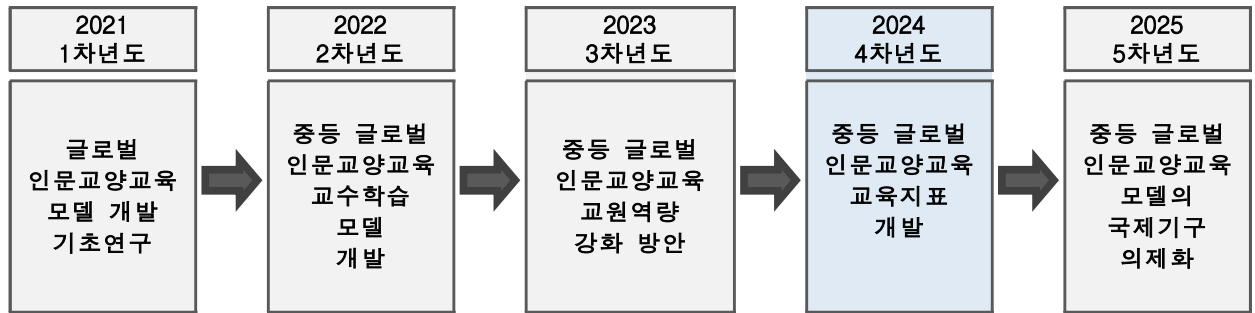 2021
1차년도
글로벌
인문교양교육
모델 개발
기초연구
2022
2차년도
중등 글로벌
인문교양교육
교수학습
모델
개발
2023
3차년도
중등 글로벌
인문교양교육
교원역량
강화 방안
2024
4차년도
중등 글로벌
인문교양교육
교육지표
개발
2025
5차년도
중등 글로벌
인문교양교육
모델의
국제기구
의제화